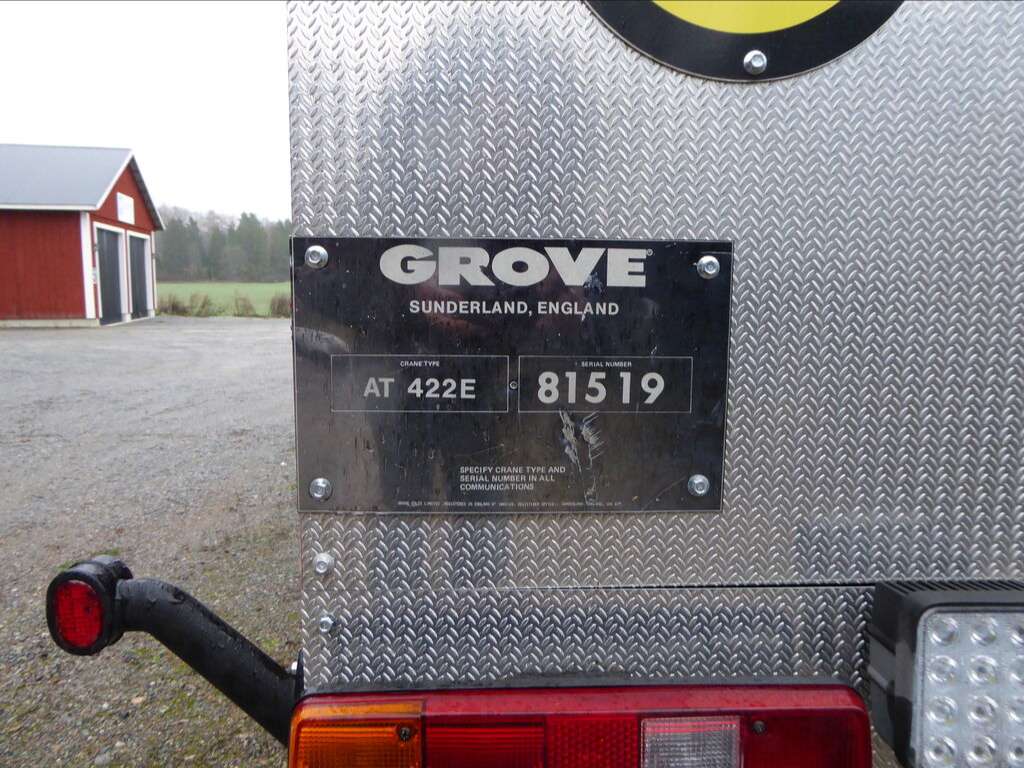 GROVE®
SUNDERLAND, ENGLAND
CRANE TYPE
AT 422E
SERIAL NUMBER
81519
SPECIFY CRANE TYPE AND
SERIAL NUMBER IN ALL
COMMUNICATIONS